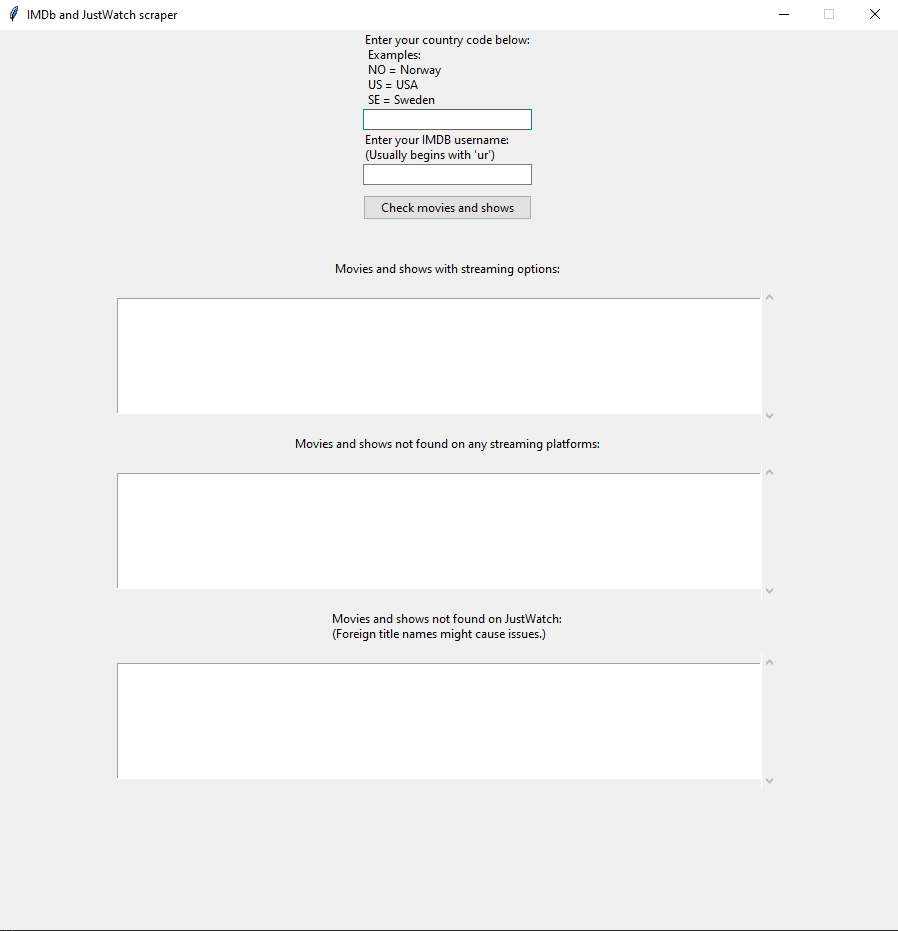 IMDb and JustWatch scraper
Enter your country code below:
Examples:
NO = Norway
US = USA
SE = Sweden
Enter your IMDB username:
(Usually begins with 'ur')
Check movies and shows
Movies and shows with streaming options:
Movies and shows not found on any streaming platforms:
Movies and shows not found on JustWatch:
(Foreign title names might cause issues.)